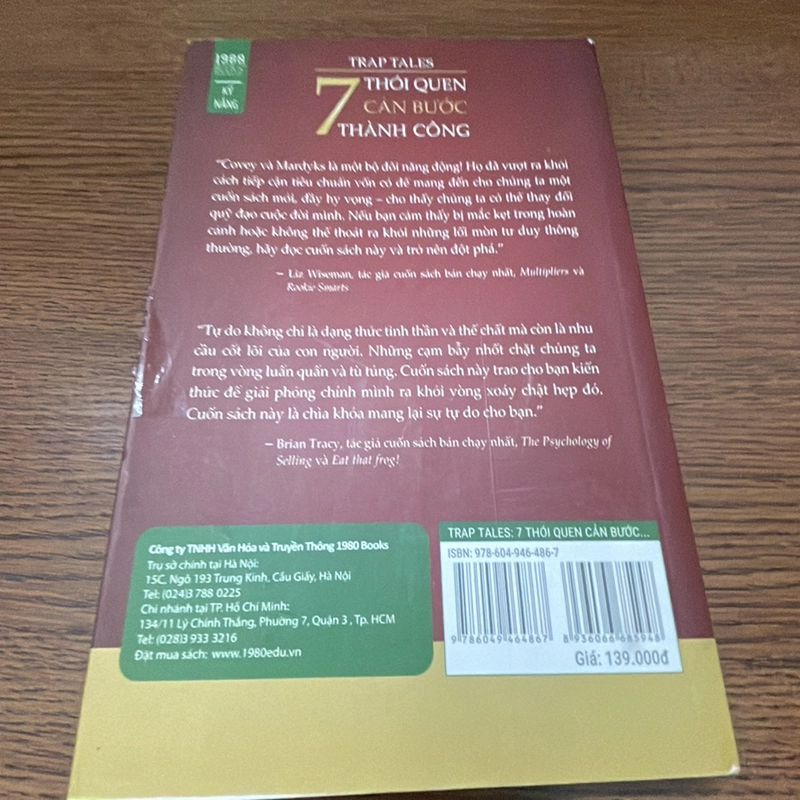 1980
BOOKS
KỸ
NĂNG
TRAP TALES
7 THÓI QUEN
CẢN BƯỚC
THÀNH CÔNG
“Covey và Mardyks là một bộ đôi năng động! Họ đã vượt ra khỏi
cách tiếp cận tiêu chuẩn vốn có để mang đến cho chúng ta một
cuốn sách mới, đầy hy vọng – cho thấy chúng ta có thể thay đổi
quỹ đạo cuộc đời mình. Nếu bạn cảm thấy bị mắc kẹt trong hoàn
cảnh hoặc không thể thoát ra khỏi những lối mòn tư duy thông
thường, hãy đọc cuốn sách này và trở nên đột phá.”
– Liz Wiseman, tác giả cuốn sách bán chạy nhất, Multipliers và
Rookie Smarts
“Tự do không chỉ là dạng thức tinh thần và thể chất mà còn là nhu
cầu cốt lõi của con người. Những cạm bẫy nhốt chặt chúng ta
trong vòng luẩn quẩn và tù túng. Cuốn sách này trao cho bạn kiến
thức để giải phóng chính mình ra khỏi vòng xoáy chật hẹp đó.
Cuốn sách này là chìa khóa mang lại sự tự do cho bạn.”
– Brian Tracy, tác giả cuốn sách bán chạy nhất, The Psychology of
Selling và Eat that frog!
Công ty TNHH Văn Hóa và Truyền Thông 1980 Books
Trụ sở chính tại Hà Nội:
15C, Ngõ 193 Trung Kính, Cầu Giấy, Hà Nội
Tel: (024)3 788 0225
Chi nhánh tại TP. Hồ Chí Minh:
134/11 Lý Chính Thắng, Phường 7, Quận 3 , Tp. HCM
Tel: (028)3 933 3216
Đặt mua sách: www.1980edu.vn
TRAP TALES: 7 THÓI QUEN CẢN BƯỚC...
ISBN: 978-604-946-486-7
9 786049 464867
8 936066 685948
Giá: 139.000đ